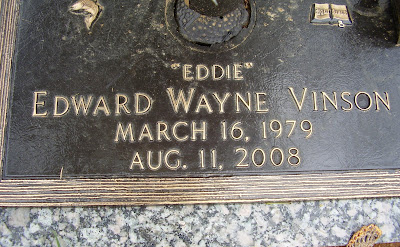 "EDDIE"
EDWARD WAYNE VINSON
MARCH 16, 1979
AUG. 11, 2008